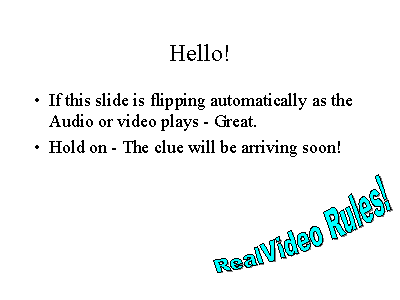 Hello!
• If this slide is flipping automatically as the
Audio or video plays - Great.
• Hold on - The clue will be arriving soon!
RealVideo Rules!